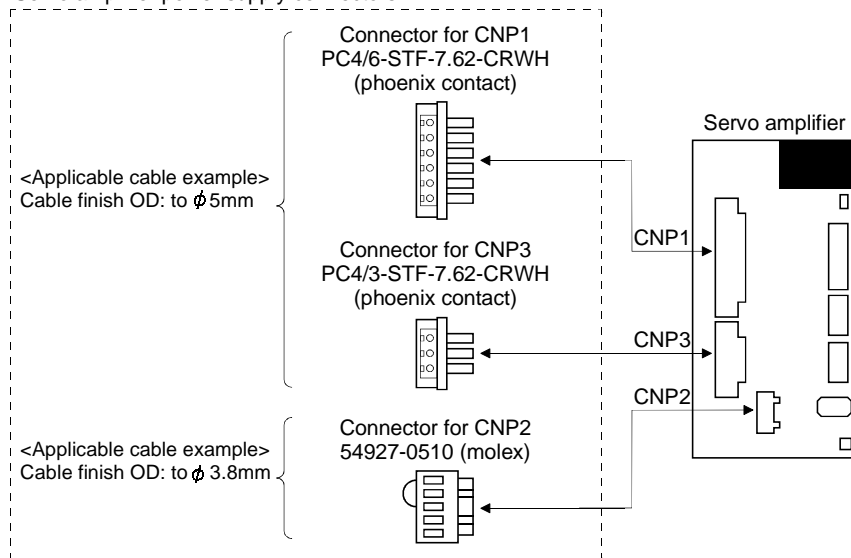 Connector for CNP1
PC4/6-STF-7.62-CRWH
(phoenix contact)
Servo amplifier
<Applicable cable example>
Cable finish OD: to ϕ5mm
CNP1
Connector for CNP3
PC4/3-STF-7.62-CRWH
(phoenix contact)
CNP3
CNP2
Connector for CNP2
54927-0510 (molex)
<Applicable cable example>
Cable finish OD: to ϕ 3.8mm